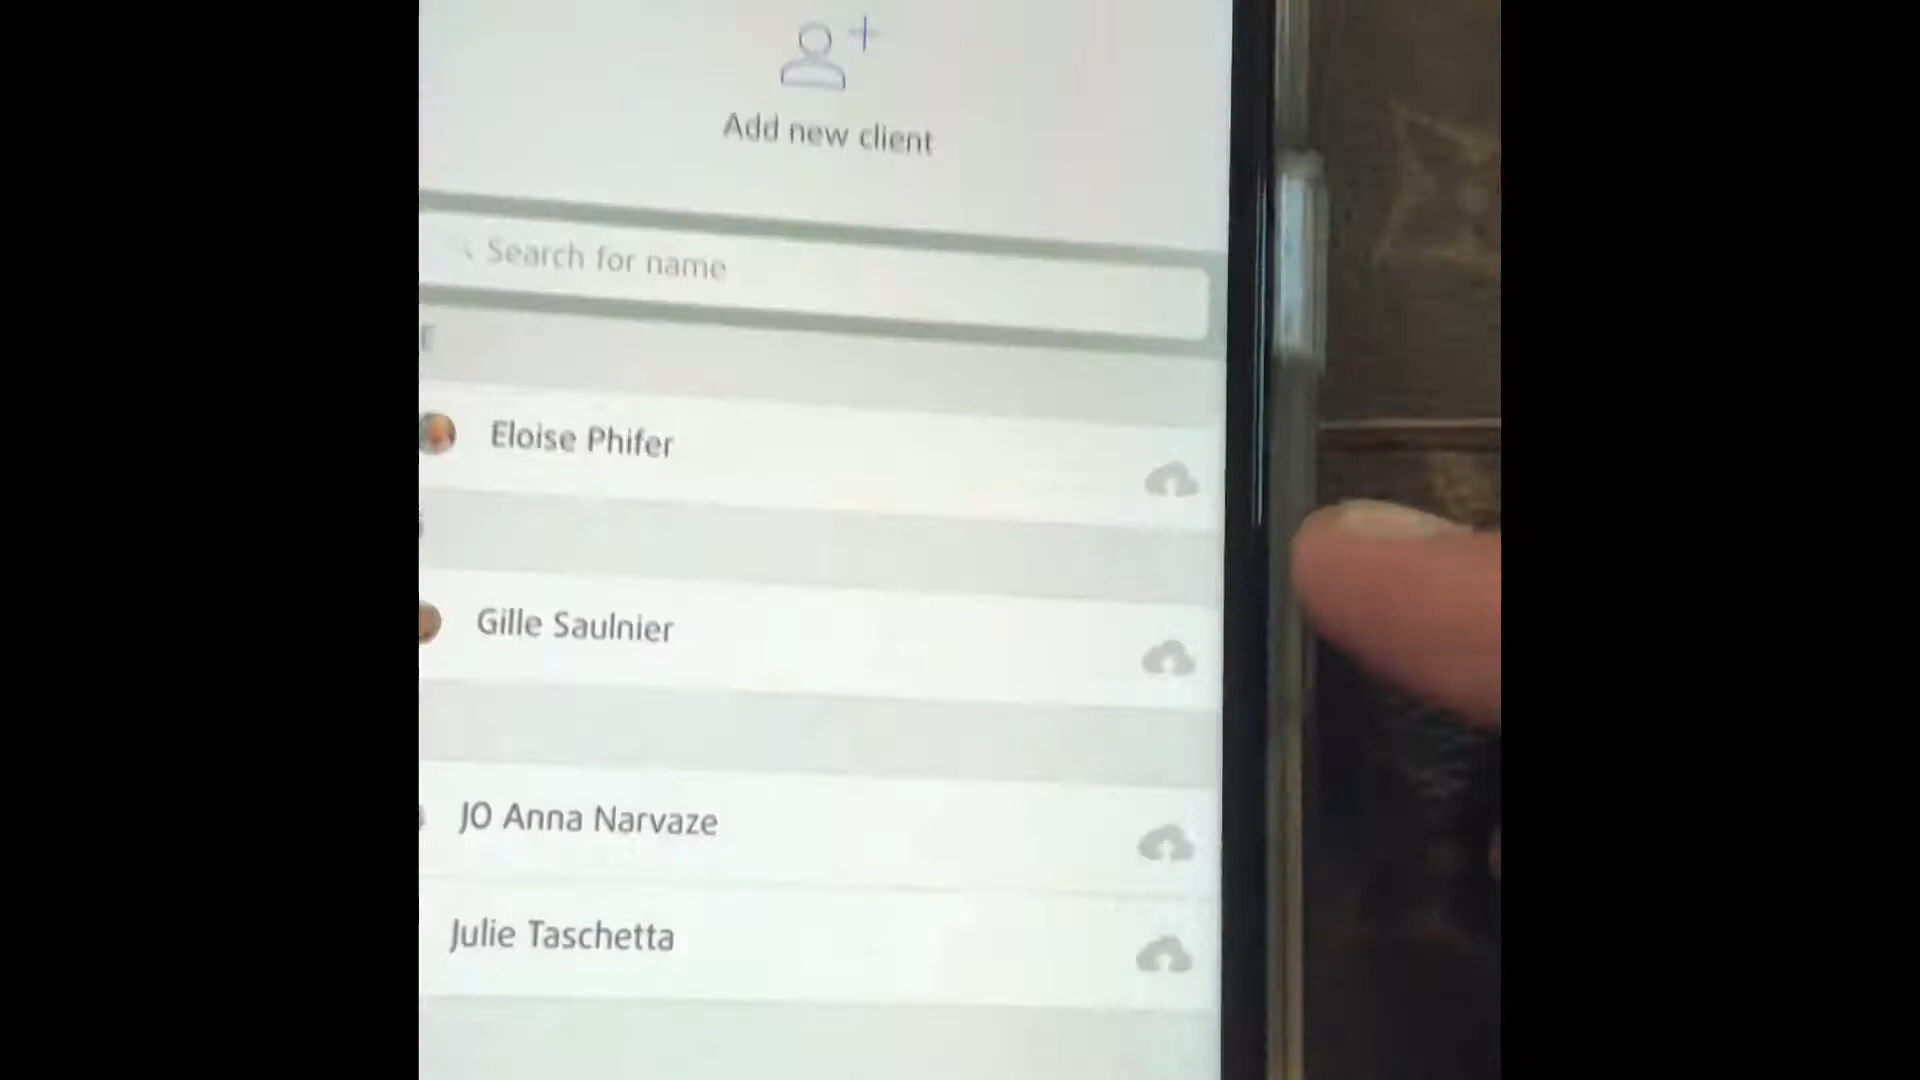 Add new client
Search for name
E
Eloise Phifer
Gille Saulnier
JO Anna Narvaze
Julie Taschetta